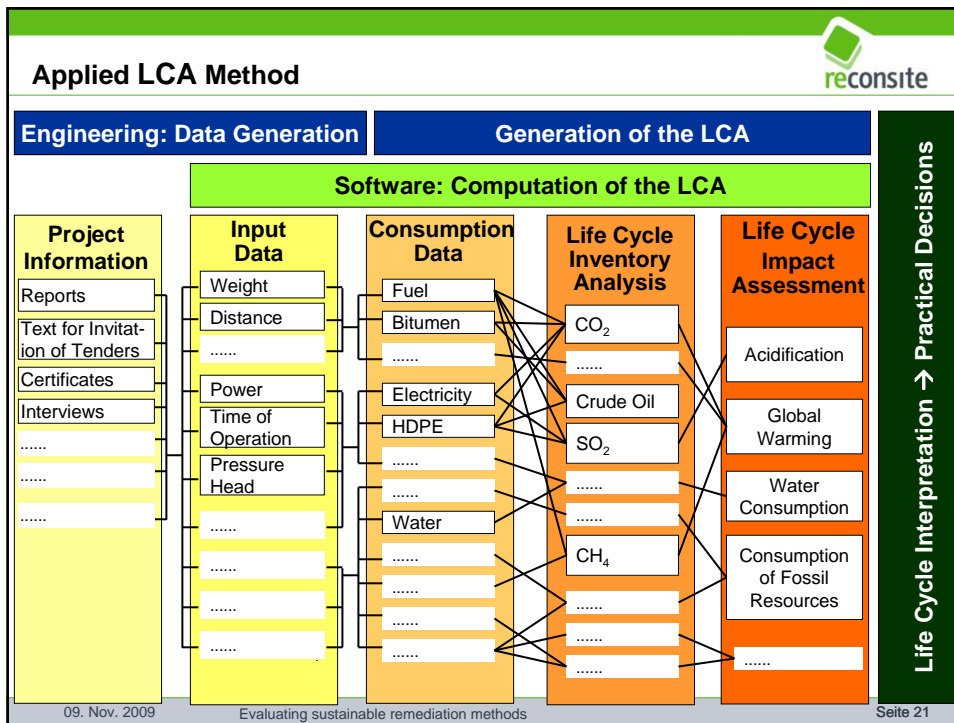 Applied LCA Method
reconsite
Engineering: Data Generation
Generation of the LCA
Software: Computation of the LCA
Project
Information
Reports
Text for Invitat-
ion of Tenders
Certificates
Interviews
......
......
......
Input
Data
Weight
Distance
......
Power
Time of
Operation
Pressure
Head
......
......
......
......
Consumption
Data
Fuel
Bitumen
......
Electricity
HDPE
......
......
Water
......
......
......
......
Life Cycle
Inventory
Analysis
CO₂
......
Crude Oil
SO₂
......
......
CH₄
......
......
......
Life Cycle
Impact
Assessment
Acidification
Global
Warming
Water
Consumption
Consumption
of Fossil
Resources
......
Life Cycle Interpretation → Practical Decisions
09. Nov. 2009
Evaluating sustainable remediation methods
Seite 21